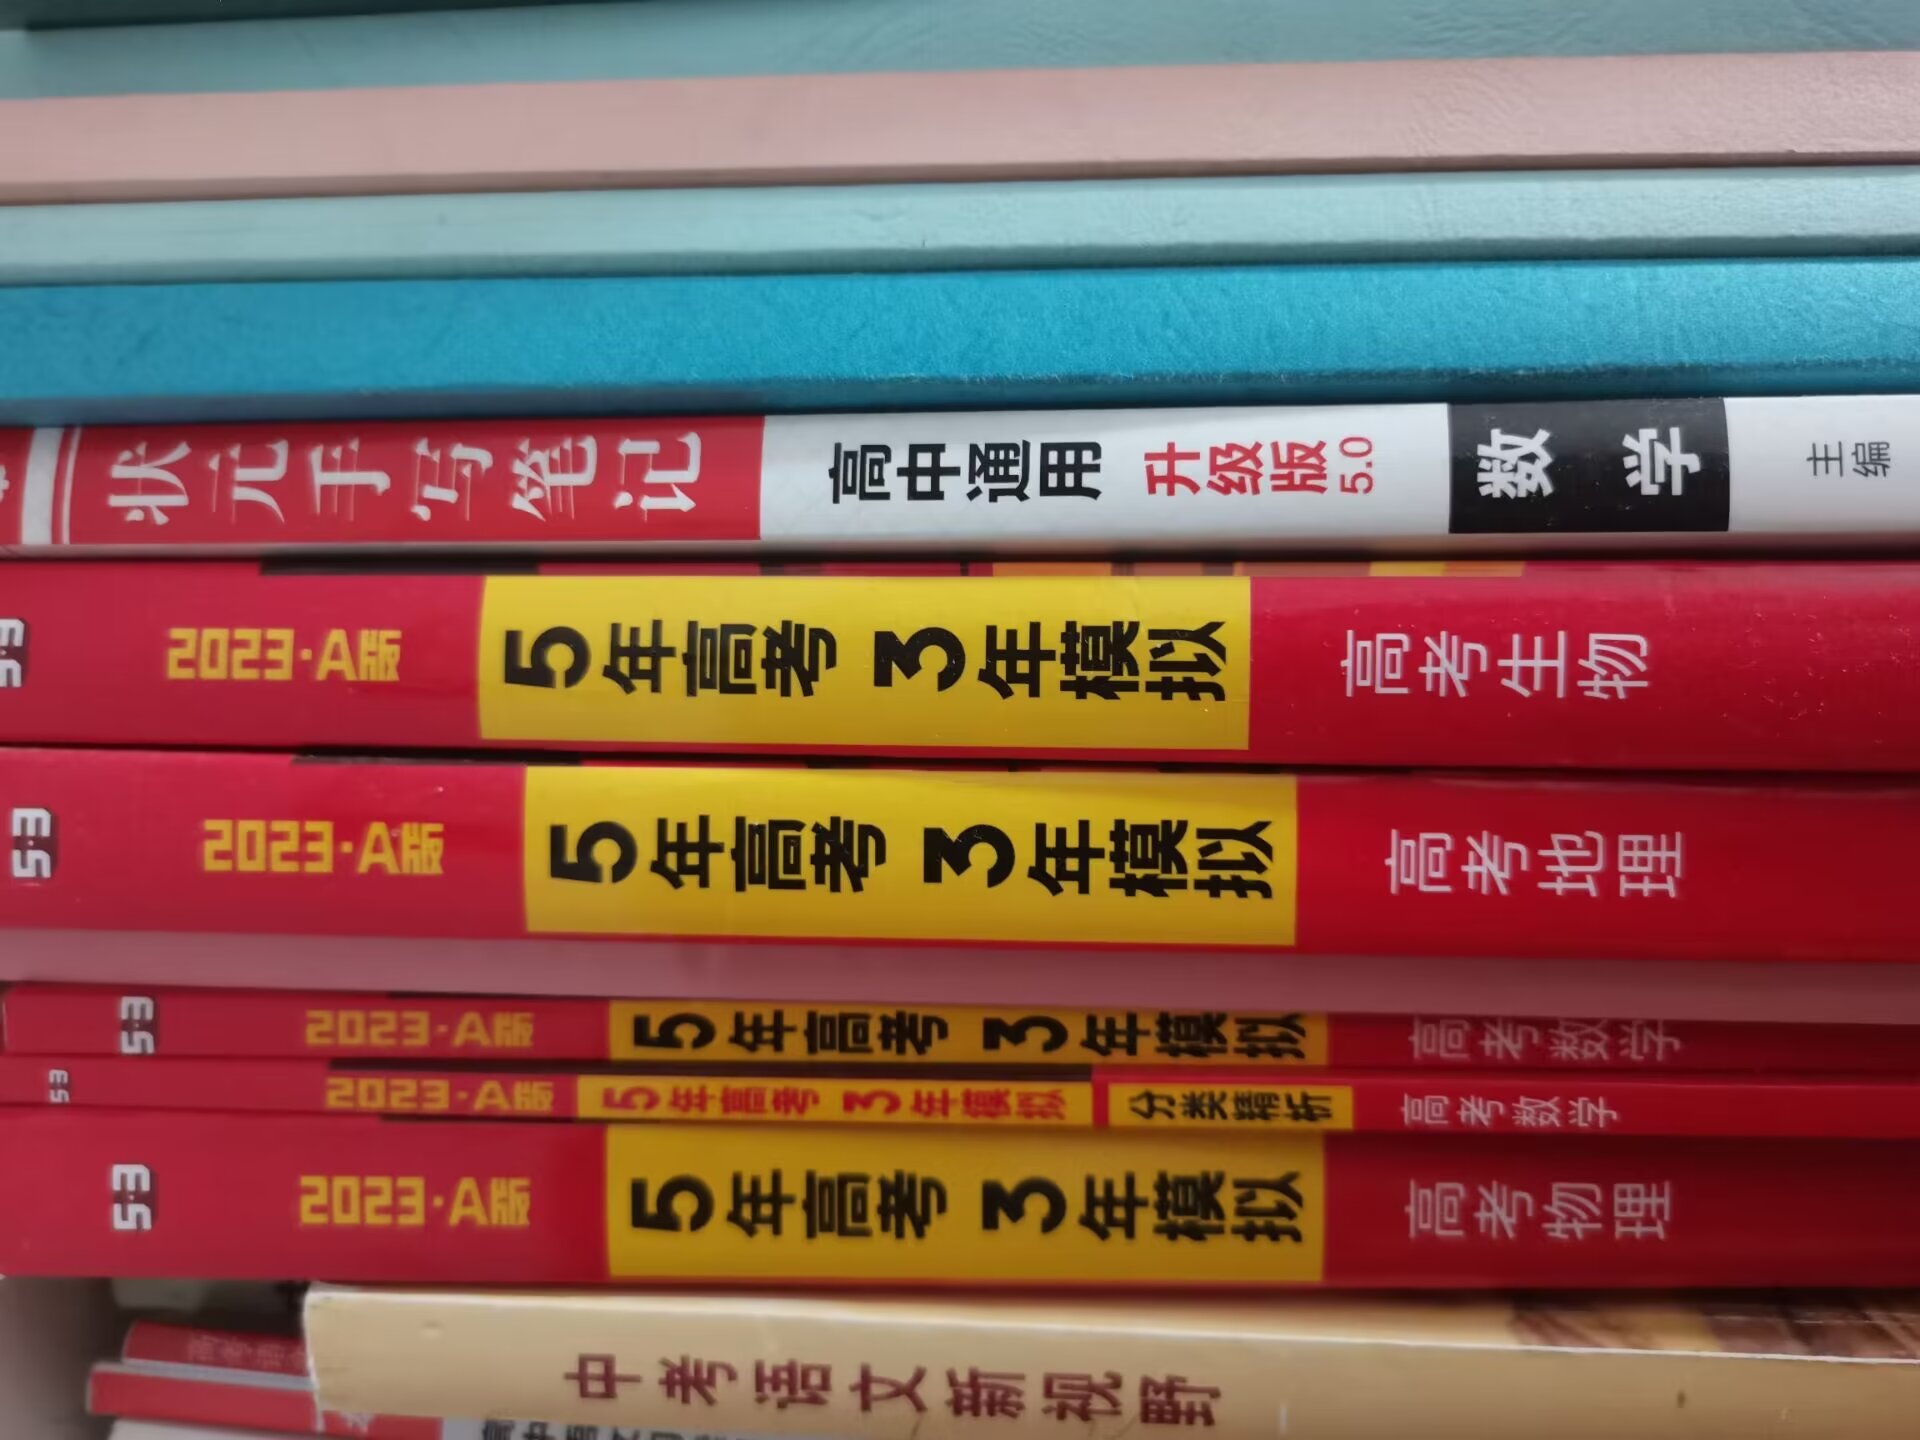 状元手写笔记 高中通用 升级版 5.0 数学 主编
53 2023·A版 5年高考 3年模拟 高考生物
53 2023·A版 5年高考 3年模拟 高考地理
53 2023·A版 5年高考 3年模拟 高考数学
53 2023·A版 5年高考 3年模拟 分类精析 高考数学
53 2023·A版 5年高考 3年模拟 高考物理
中考语文新视野